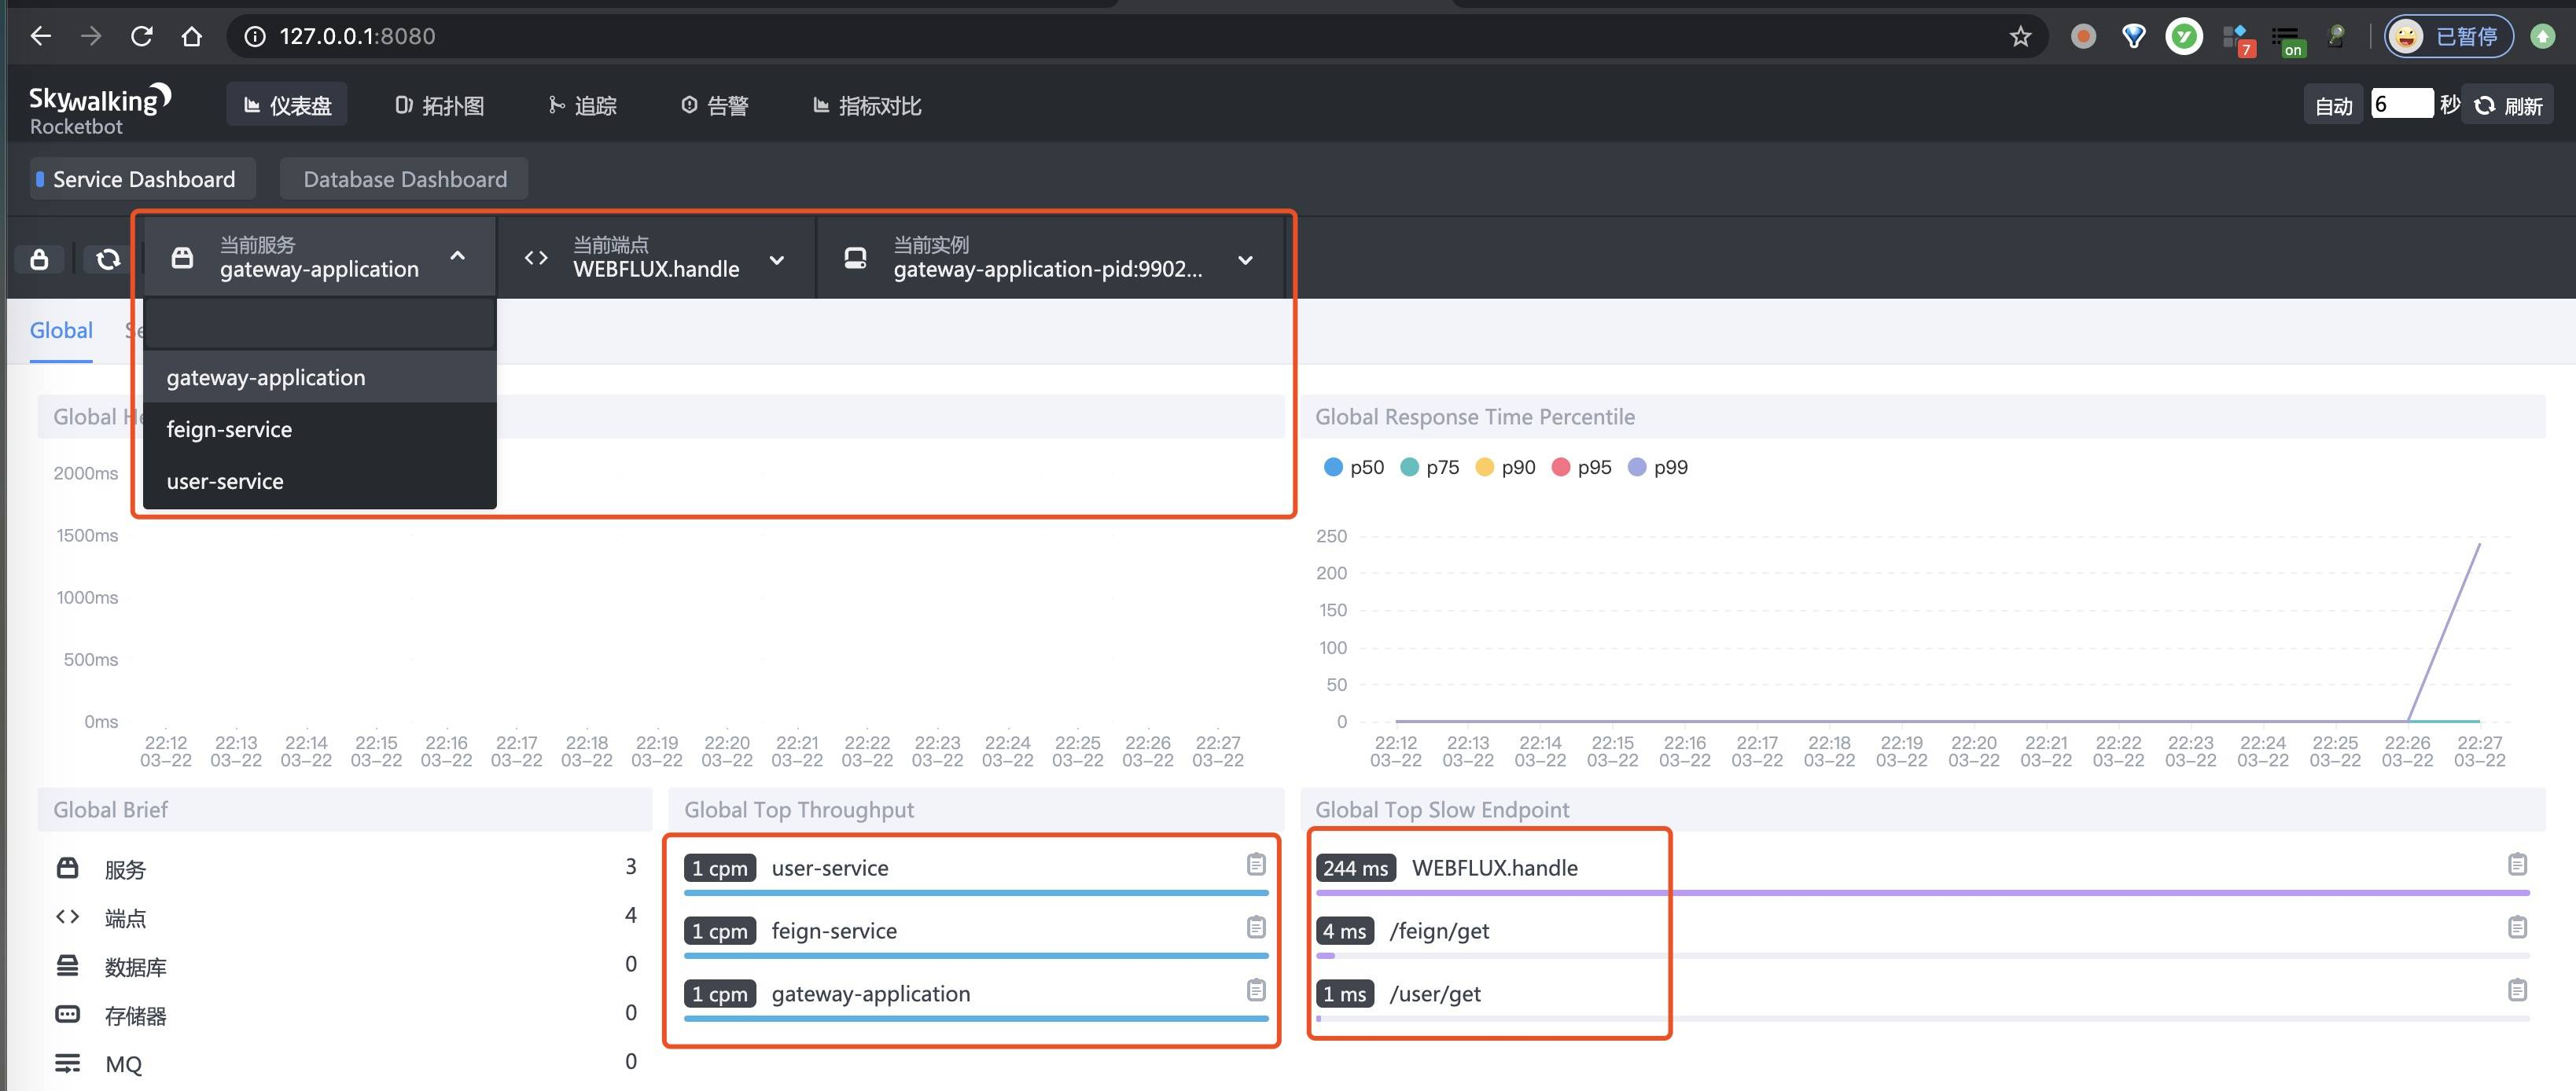 127.0.0.1:8080
7
on
已暂停
Skywalking
Rocketbot
仪表盘
拓扑图
追踪
告警
指标对比
自动
6
秒
刷新
Service Dashboard
Database Dashboard
当前服务
gateway-application
当前端点
WEBFLUX.handle
当前实例
gateway-application-pid:9902...
Global
Se
gateway-application
feign-service
user-service
Global He
2000ms
1500ms
1000ms
500ms
0ms
22:12 22:13 22:14 22:15 22:16 22:17 22:18 22:19 22:20 22:21 22:22 22:23 22:24 22:25 22:26 22:27
03-22 03-22 03-22 03-22 03-22 03-22 03-22 03-22 03-22 03-22 03-22 03-22 03-22 03-22 03-22 03-22
Global Response Time Percentile
p50 p75 p90 p95 p99
250
200
150
100
50
0
22:12 22:13 22:14 22:15 22:16 22:17 22:18 22:19 22:20 22:21 22:22 22:23 22:24 22:25 22:26 22:27
03-22 03-22 03-22 03-22 03-22 03-22 03-22 03-22 03-22 03-22 03-22 03-22 03-22 03-22 03-22 03-22
Global Brief
服务 3
端点 4
数据库 0
存储器 0
MQ 0
Global Top Throughput
1 cpm user-service
1 cpm feign-service
1 cpm gateway-application
Global Top Slow Endpoint
244 ms WEBFLUX.handle
4 ms /feign/get
1 ms /user/get